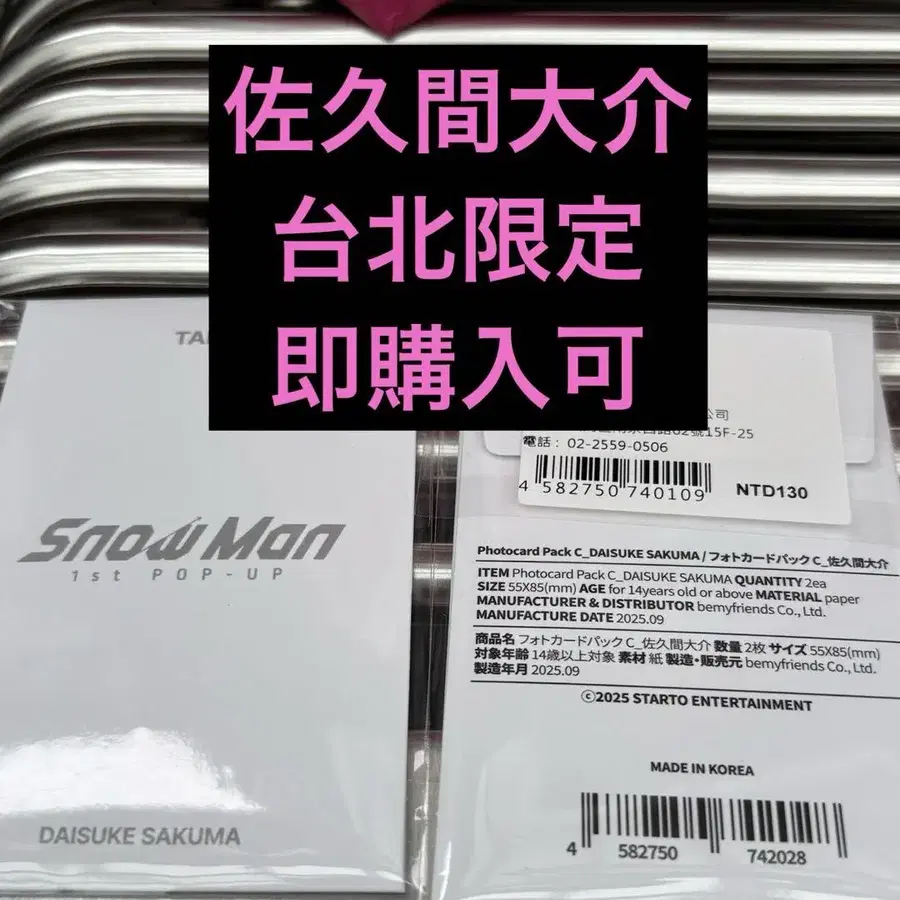 佐久間大介
台北限定
即購入可
Snow Man
1st POP-UP
DAISUKE SAKUMA
公司
62號15F-25
電話: 02-2559-0506
4 582750 740109
NTD130
Photocard Pack C_DAISUKE SAKUMA / フォトカードパック C_佐久間大介
ITEM Photocard Pack C_DAISUKE SAKUMA QUANTITY 2ea
SIZE 55X85(mm) AGE for 14years old or above MATERIAL paper
MANUFACTURER & DISTRIBUTOR bemyfriends Co., Ltd.
MANUFACTURE DATE 2025.09
商品名 フォトカードパック C_佐久間大介 数量 2枚 サイズ 55X85(mm)
対象年齢 14歳以上対象 素材 紙 製造・販売元 bemyfriends Co., Ltd.
製造年月 2025.09
©2025 STARTO ENTERTAINMENT
MADE IN KOREA
4 582750 742028